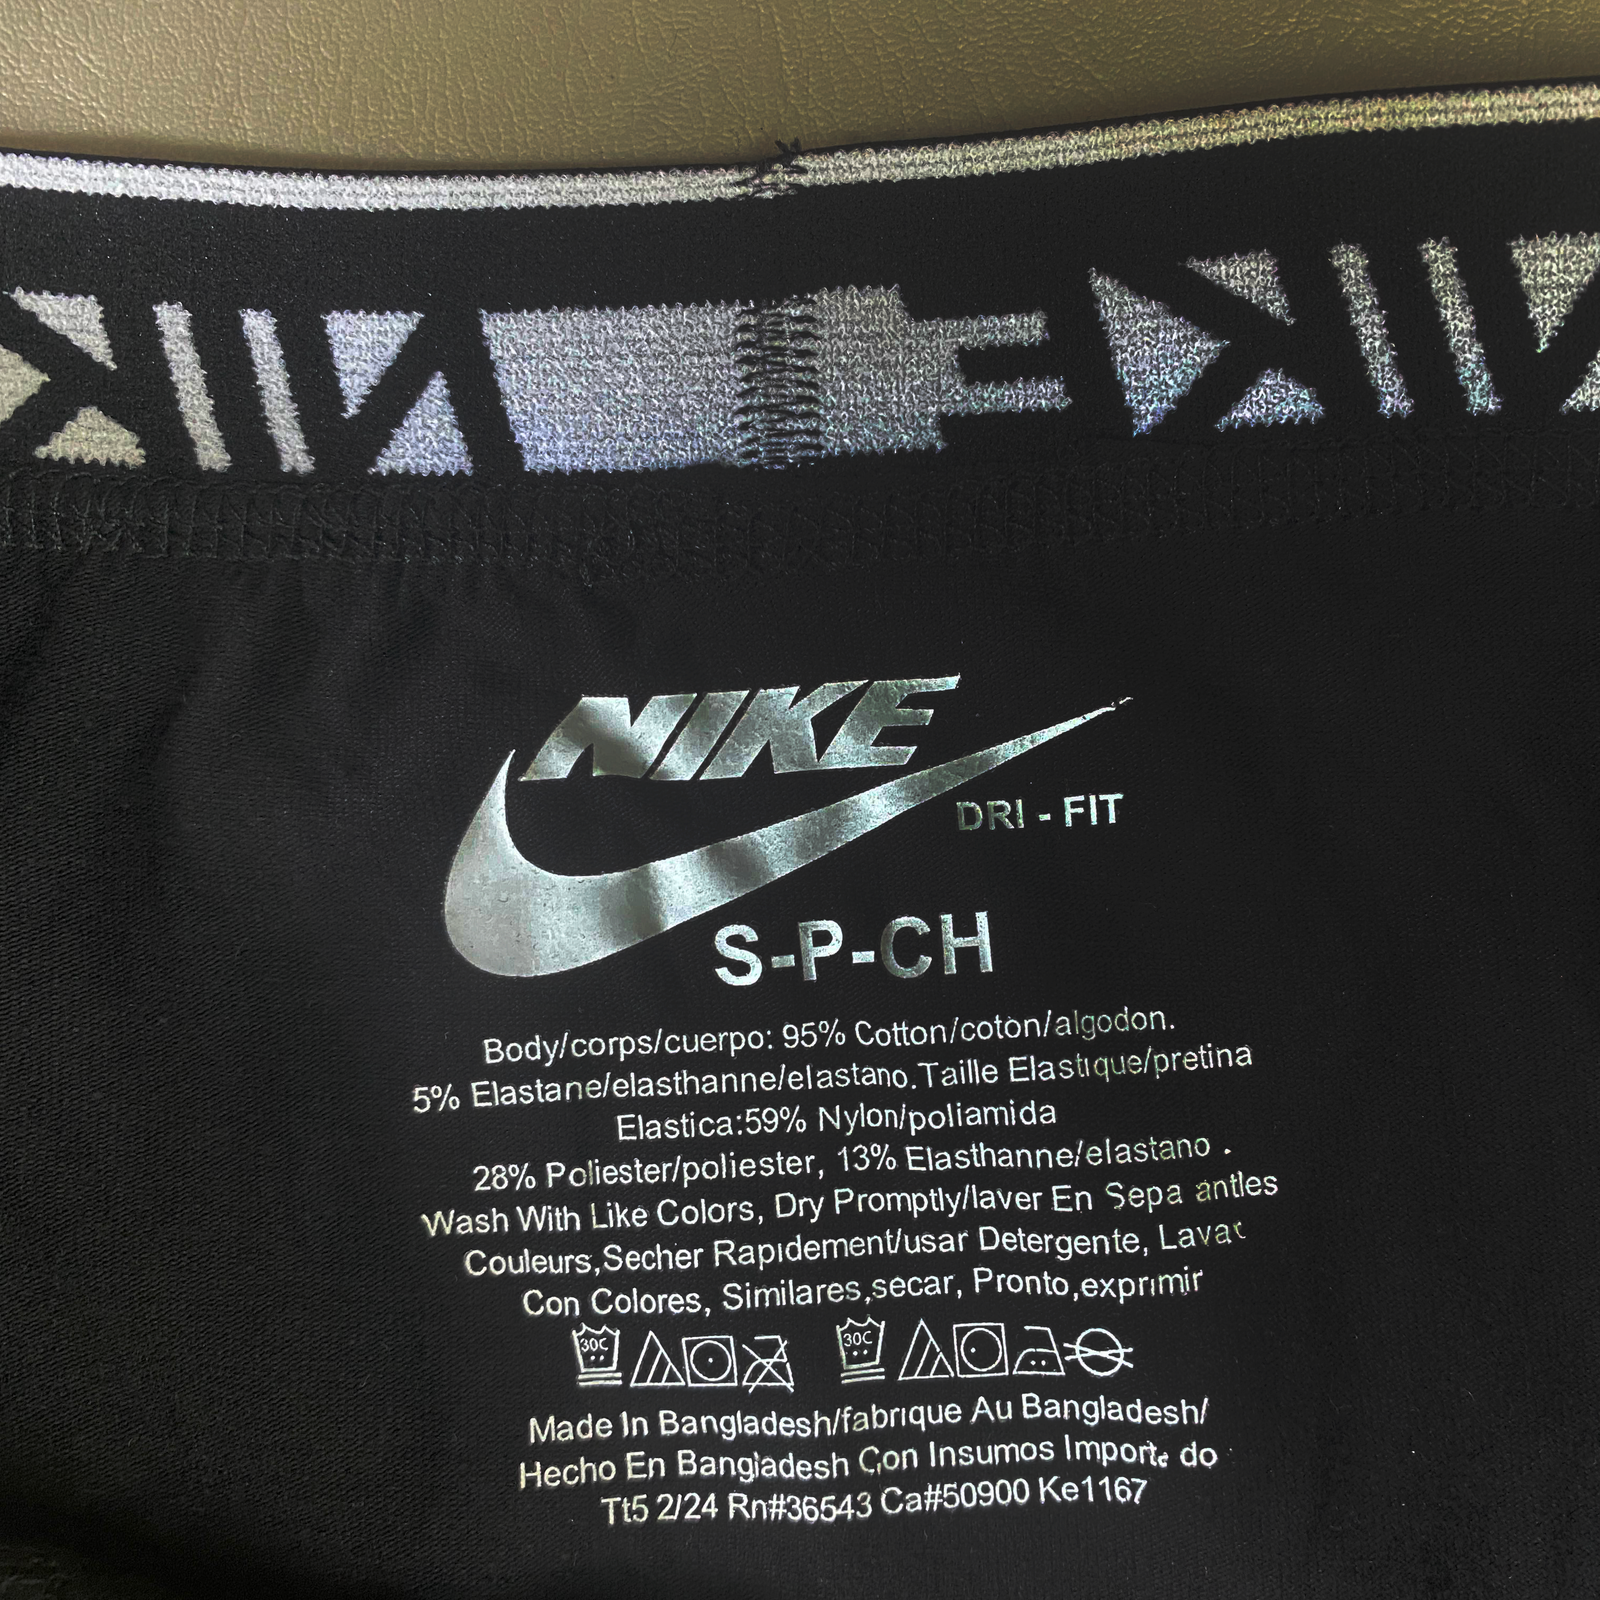 NIKE
DRI - FIT
S-P-CH
Body/corps/cuerpo: 95% Cotton/coton/algodon.
5% Elastane/elasthanne/elastano.Taille Elastique/pretina
Elastica:59% Nylon/poliamida
28% Poliester/poliester, 13% Elasthanne/elastano .
Wash With Like Colors, Dry Promptly/laver En Sepa antles
Couleurs,Secher Rapidement/usar Detergente, Lavar
Con Colores, Similares,secar, Pronto,exprimir
30C 30C
Made In Bangladesh/fabrique Au Bangladesh/
Hecho En Bangladesh Con Insumos Importe do
Tt5 2/24 Rn#36543 Ca#50900 Ke1167